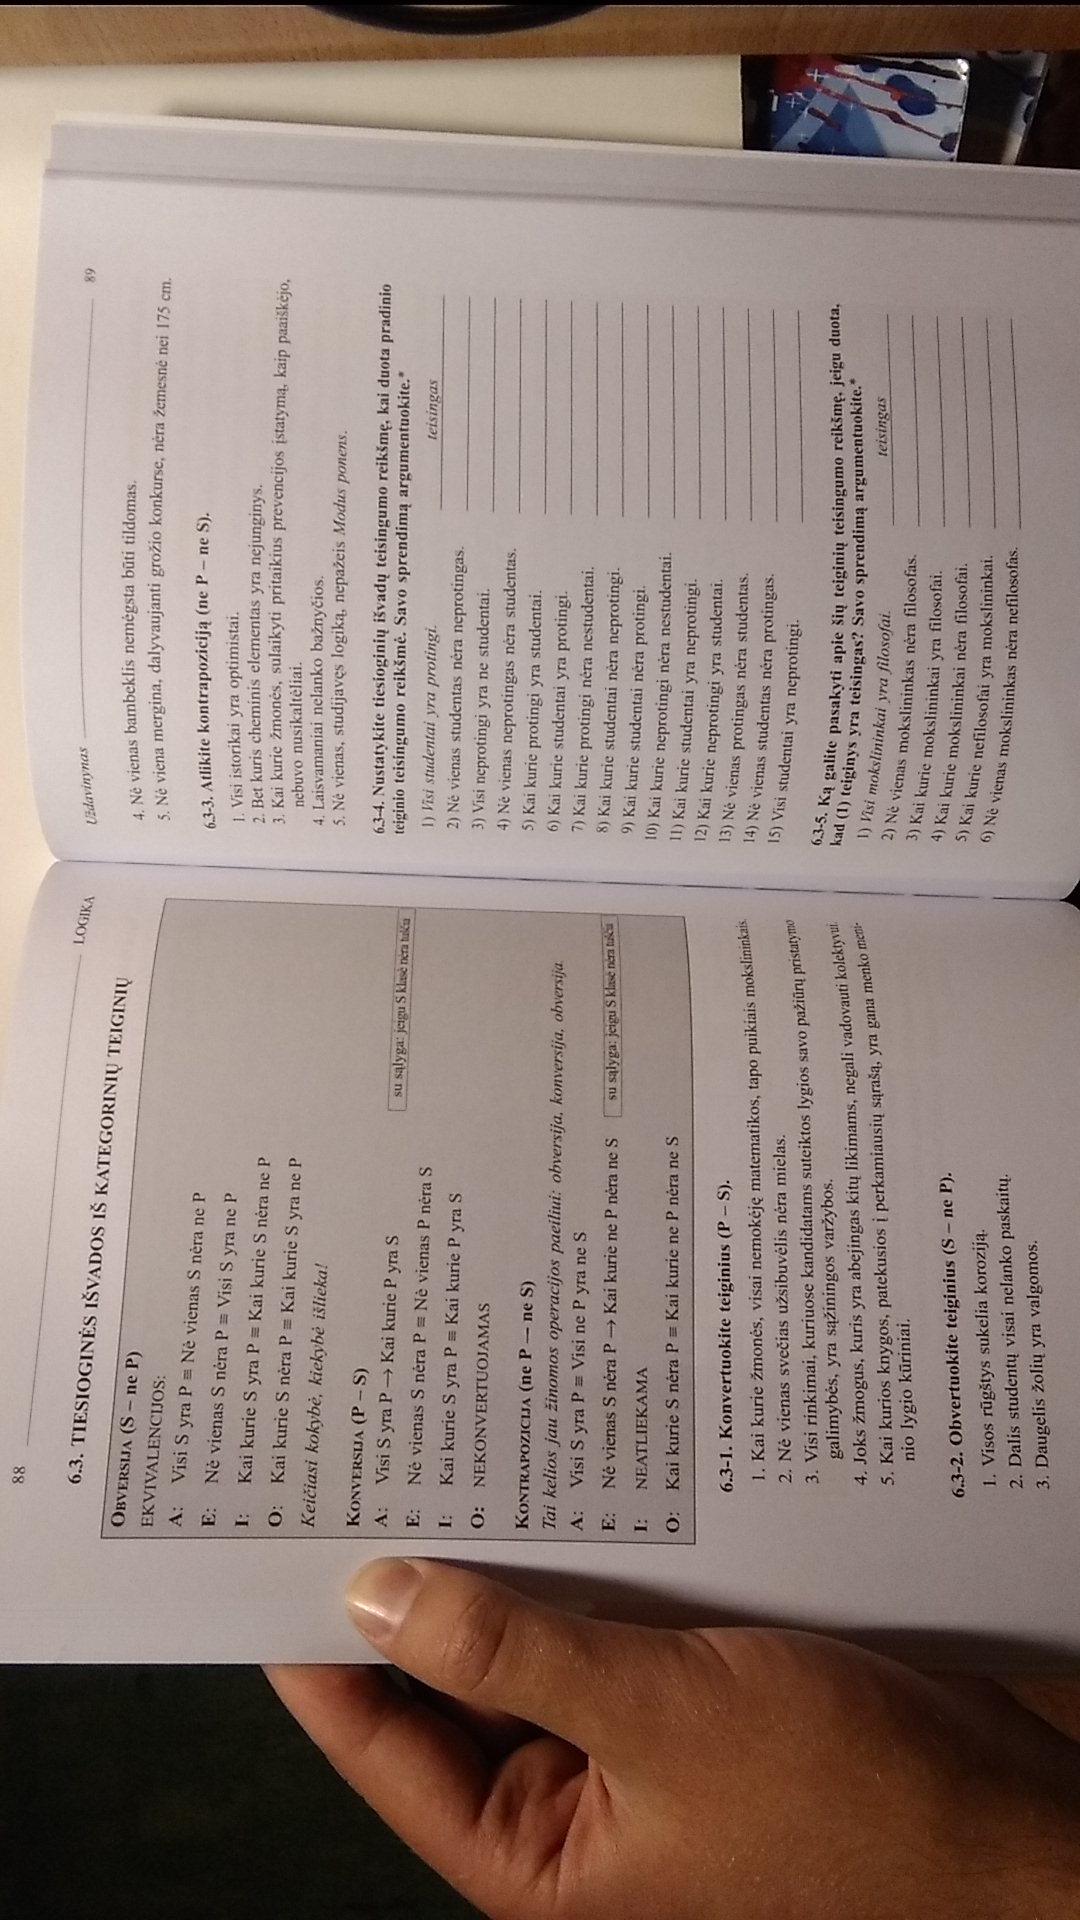 88
LOGIKA
6.3. TIESIOGINĖS IŠVADOS IŠ KATEGORINIŲ TEIGINIŲ
OBVERSIJA (S – ne P)
EKVIVALENCIJOS:
A: Visi S yra P ≡ Nė vienas S nėra ne P
E: Nė vienas S nėra P ≡ Visi S yra ne P
I: Kai kurie S yra P ≡ Kai kurie S nėra ne P
O: Kai kurie S nėra P ≡ Kai kurie S yra ne P
Keičiasi kokybė, kiekybė išlieka!
KONVERSIJA (P – S)
A: Visi S yra P → Kai kurie P yra S
su sąlyga: jeigu S klasė nėra tuščia
E: Nė vienas S nėra P ≡ Nė vienas P nėra S
I: Kai kurie S yra P ≡ Kai kurie P yra S
O: NEKONVERTUOJAMAS
KONTRAPOZICIJA (ne P — ne S)
Tai kelios jau žinomos operacijos paeiliui: obversija, konversija, obversija.
A: Visi S yra P ≡ Visi ne P yra ne S
E: Nė vienas S nėra P → Kai kurie ne P nėra ne S
su sąlyga: jeigu S klasė nėra tuščia
I: NEATLIEKAMA
O: Kai kurie S nėra P ≡ Kai kurie ne P nėra ne S
6.3-1. Konvertuokite teiginius (P – S).
1. Kai kurie žmonės, visai nemokėję matematikos, tapo puikiais mokslininkais.
2. Nė vienas svečias užsibuvėlis nėra mielas.
3. Visi rinkimai, kuriuose kandidatams suteiktos lygios savo pažiūrų pristatymo
galimybės, yra sąžiningos varžybos.
4. Joks žmogus, kuris yra abejingas kitų likimams, negali vadovauti kolektyvui.
5. Kai kurios knygos, patekusios į perkamiausių sąrašą, yra gana menko meni-
nio lygio kūriniai.
6.3-2. Obvertuokite teiginius (S – ne P).
1. Visos rūgštys sukelia koroziją.
2. Dalis studentų visai nelanko paskaitų.
3. Daugelis žolių yra valgomos.
Uždavinynas
89
4. Nė vienas bambeklis nemėgsta būti tildomas.
5. Nė viena mergina, dalyvaujanti grožio konkurse, nėra žemesnė nei 175 cm.
6.3-3. Atlikite kontrapoziciją (ne P – ne S).
1. Visi istorikai yra optimistai.
2. Bet kuris cheminis elementas yra nejunginys.
3. Kai kurie žmonės, sulaikyti pritaikius prevencijos įstatymą, kaip paaiškėjo,
nebuvo nusikaltėliai.
4. Laisvamaniai nelanko bažnyčios.
5. Nė vienas, studijavęs logiką, nepažeis Modus ponens.
6.3-4. Nustatykite tiesioginių išvadų teisingumo reikšmę, kai duota pradinio
teiginio teisingumo reikšmė. Savo sprendimą argumentuokite.*
1) Visi studentai yra protingi. teisingas
2) Nė vienas studentas nėra neprotingas.
3) Visi neprotingi yra ne studentai.
4) Nė vienas neprotingas nėra studentas.
5) Kai kurie protingi yra studentai.
6) Kai kurie studentai yra protingi.
7) Kai kurie protingi nėra nestudentai.
8) Kai kurie studentai nėra neprotingi.
9) Kai kurie studentai nėra protingi.
10) Kai kurie neprotingi nėra nestudentai.
11) Kai kurie studentai yra neprotingi.
12) Kai kurie neprotingi yra studentai.
13) Nė vienas protingas nėra studentas.
14) Nė vienas studentas nėra protingas.
15) Visi studentai yra neprotingi.
6.3-5. Ką galite pasakyti apie šių teiginių teisingumo reikšmę, jeigu duota,
kad (1) teiginys yra teisingas? Savo sprendimą argumentuokite.*
1) Visi mokslininkai yra filosofai. teisingas
2) Nė vienas mokslininkas nėra filosofas.
3) Kai kurie mokslininkai yra filosofai.
4) Kai kurie mokslininkai nėra filosofai.
5) Kai kurie nefilosofai yra mokslininkai.
6) Nė vienas mokslininkas nėra nefilosofas.